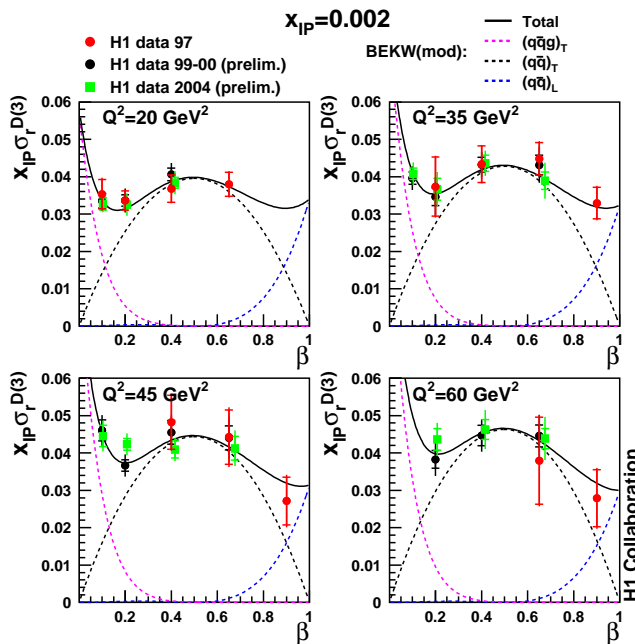 x_IP=0.002
H1 data 97
H1 data 99-00 (prelim.)
H1 data 2004 (prelim.)
BEKW(mod):
Total
(qq̄g)_T
(qq̄)_T
(qq̄)_L
Q²=20 GeV²
x_IP σ_r^D(3)
0.06
0.05
0.04
0.03
0.02
0.01
0
0.2 0.4 0.6 0.8 1
β
Q²=35 GeV²
x_IP σ_r^D(3)
0.06
0.05
0.04
0.03
0.02
0.01
0
0.2 0.4 0.6 0.8 1
β
Q²=45 GeV²
x_IP σ_r^D(3)
0.06
0.05
0.04
0.03
0.02
0.01
0
0.2 0.4 0.6 0.8 1
β
Q²=60 GeV²
x_IP σ_r^D(3)
0.06
0.05
0.04
0.03
0.02
0.01
0
0.2 0.4 0.6 0.8 1
β
H1 Collaboration